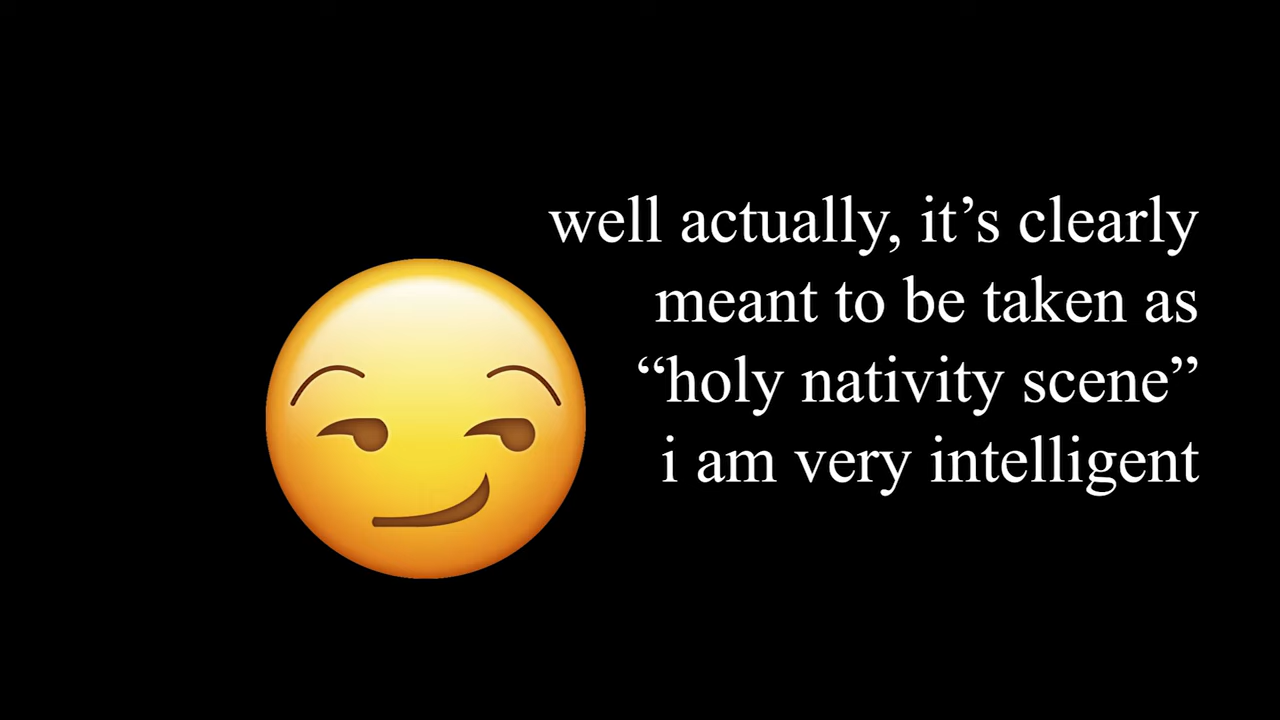 well actually, it’s clearly
meant to be taken as
“holy nativity scene”
i am very intelligent